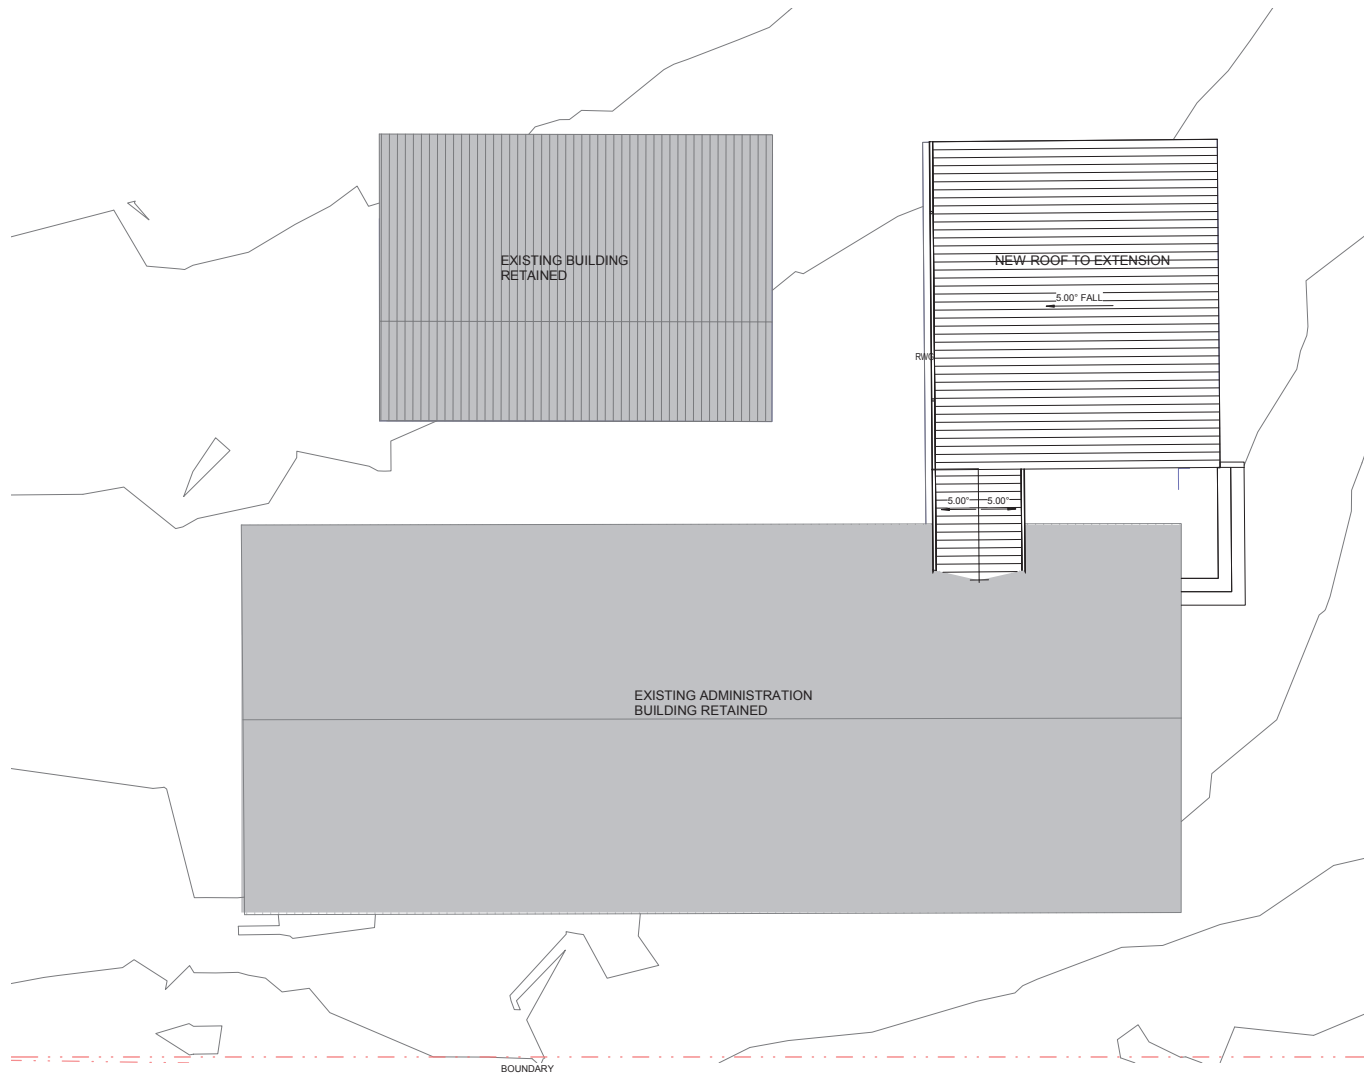 EXISTING BUILDING
RETAINED
NEW ROOF TO EXTENSION
5.00° FALL
RWG
5.00°
5.00°
EXISTING ADMINISTRATION
BUILDING RETAINED
BOUNDARY